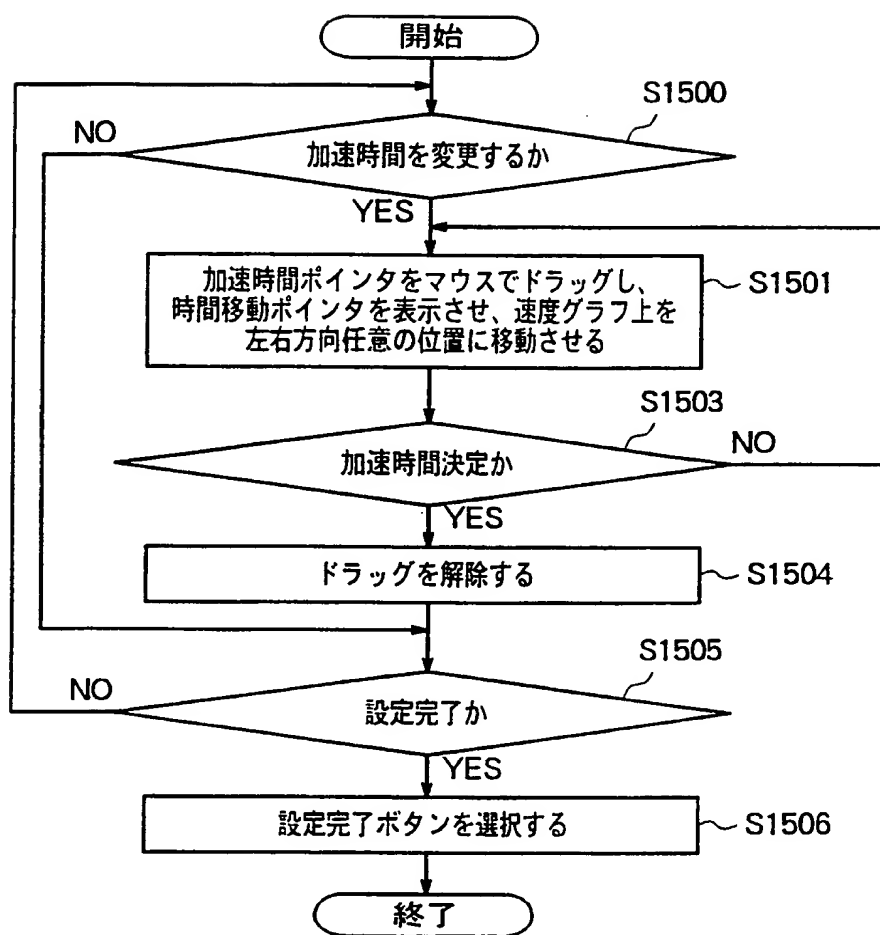 開始
S1500
NO
加速時間を変更するか
YES
加速時間ポインタをマウスでドラッグし、
時間移動ポインタを表示させ、速度グラフ上を
左右方向任意の位置に移動させる
S1501
S1503
加速時間決定か
NO
YES
ドラッグを解除する
S1504
S1505
NO
設定完了か
YES
設定完了ボタンを選択する
S1506
終了